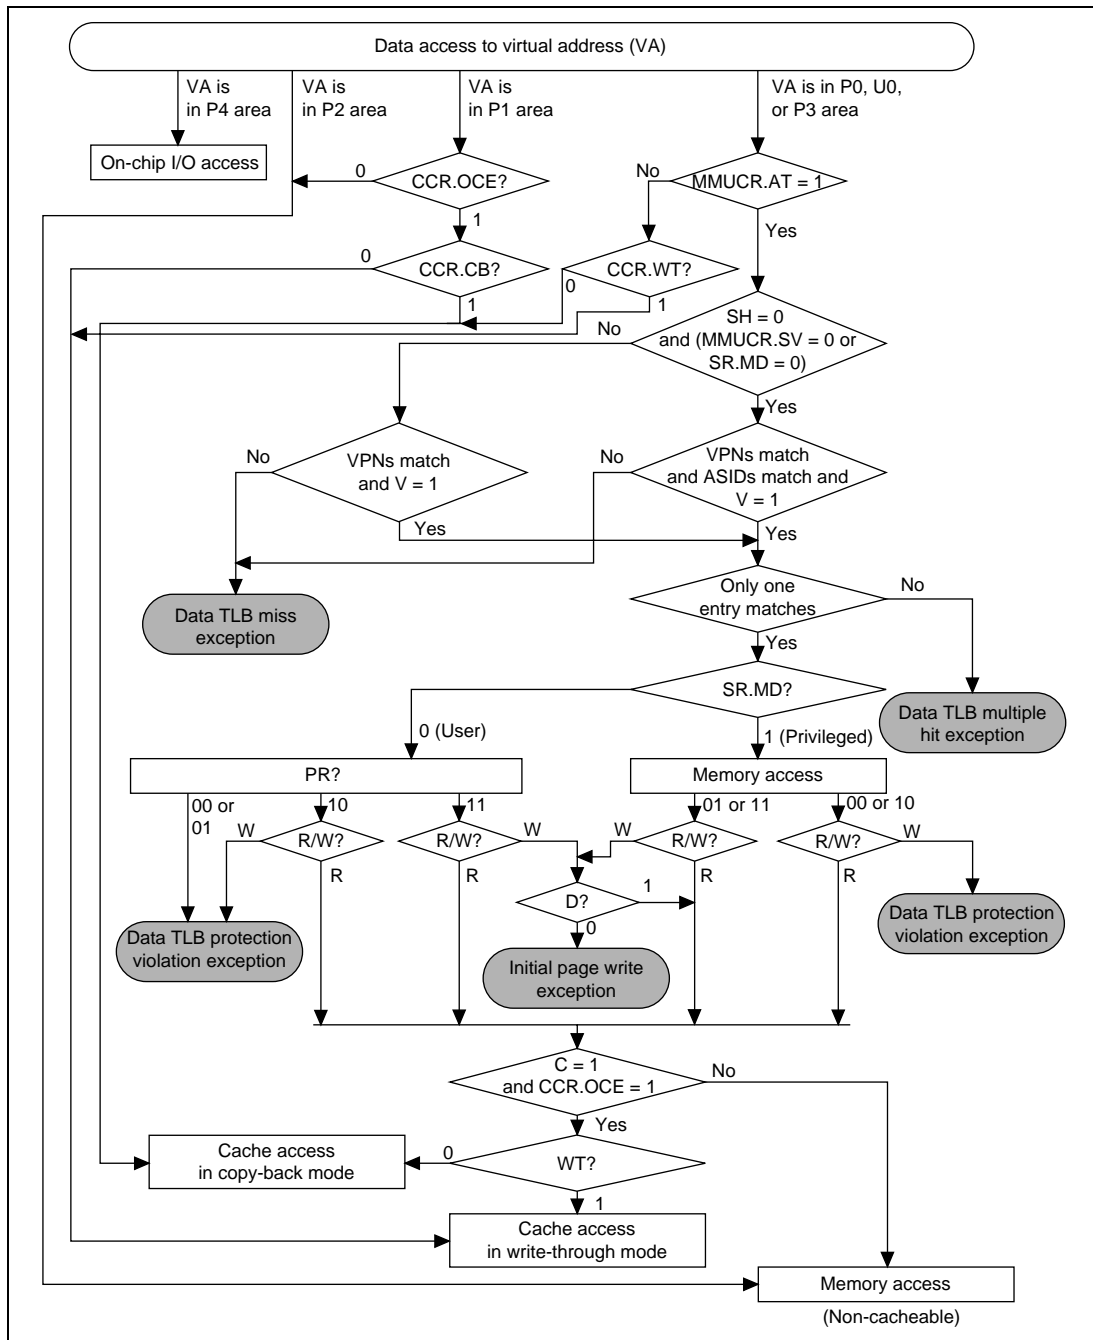 Data access to virtual address (VA)
VA is
in P4 area
VA is
in P2 area
VA is
in P1 area
VA is in P0, U0,
or P3 area
On-chip I/O access
0
CCR.OCE?
1
No
MMUCR.AT = 1
Yes
0
CCR.CB?
1
0
CCR.WT?
1
No
SH = 0
and (MMUCR.SV = 0 or
SR.MD = 0)
Yes
No
VPNs match
and V = 1
Yes
No
VPNs match
and ASIDs match and
V = 1
Yes
Data TLB miss
exception
Only one
entry matches
No
Yes
SR.MD?
Data TLB multiple
hit exception
0 (User)
1 (Privileged)
PR?
Memory access
00 or
01
10
11
01 or 11
00 or 10
W
R/W?
R
R/W?
W
R
W
R/W?
R
R/W?
W
R
D?
1
0
Data TLB protection
violation exception
Initial page write
exception
Data TLB protection
violation exception
C = 1
and CCR.OCE = 1
No
Yes
Cache access
in copy-back mode
0
WT?
1
Cache access
in write-through mode
Memory access
(Non-cacheable)